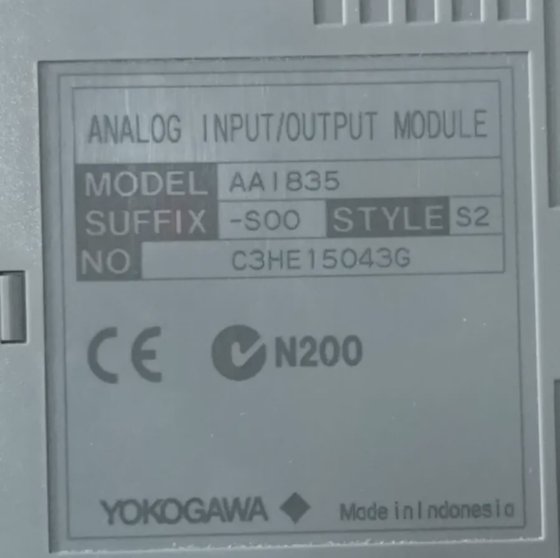 ANALOG INPUT/OUTPUT MODULE
MODEL AAI835
SUFFIX -S00 STYLE S2
NO C3HE15043G
CE N200
YOKOGAWA Made in Indonesia